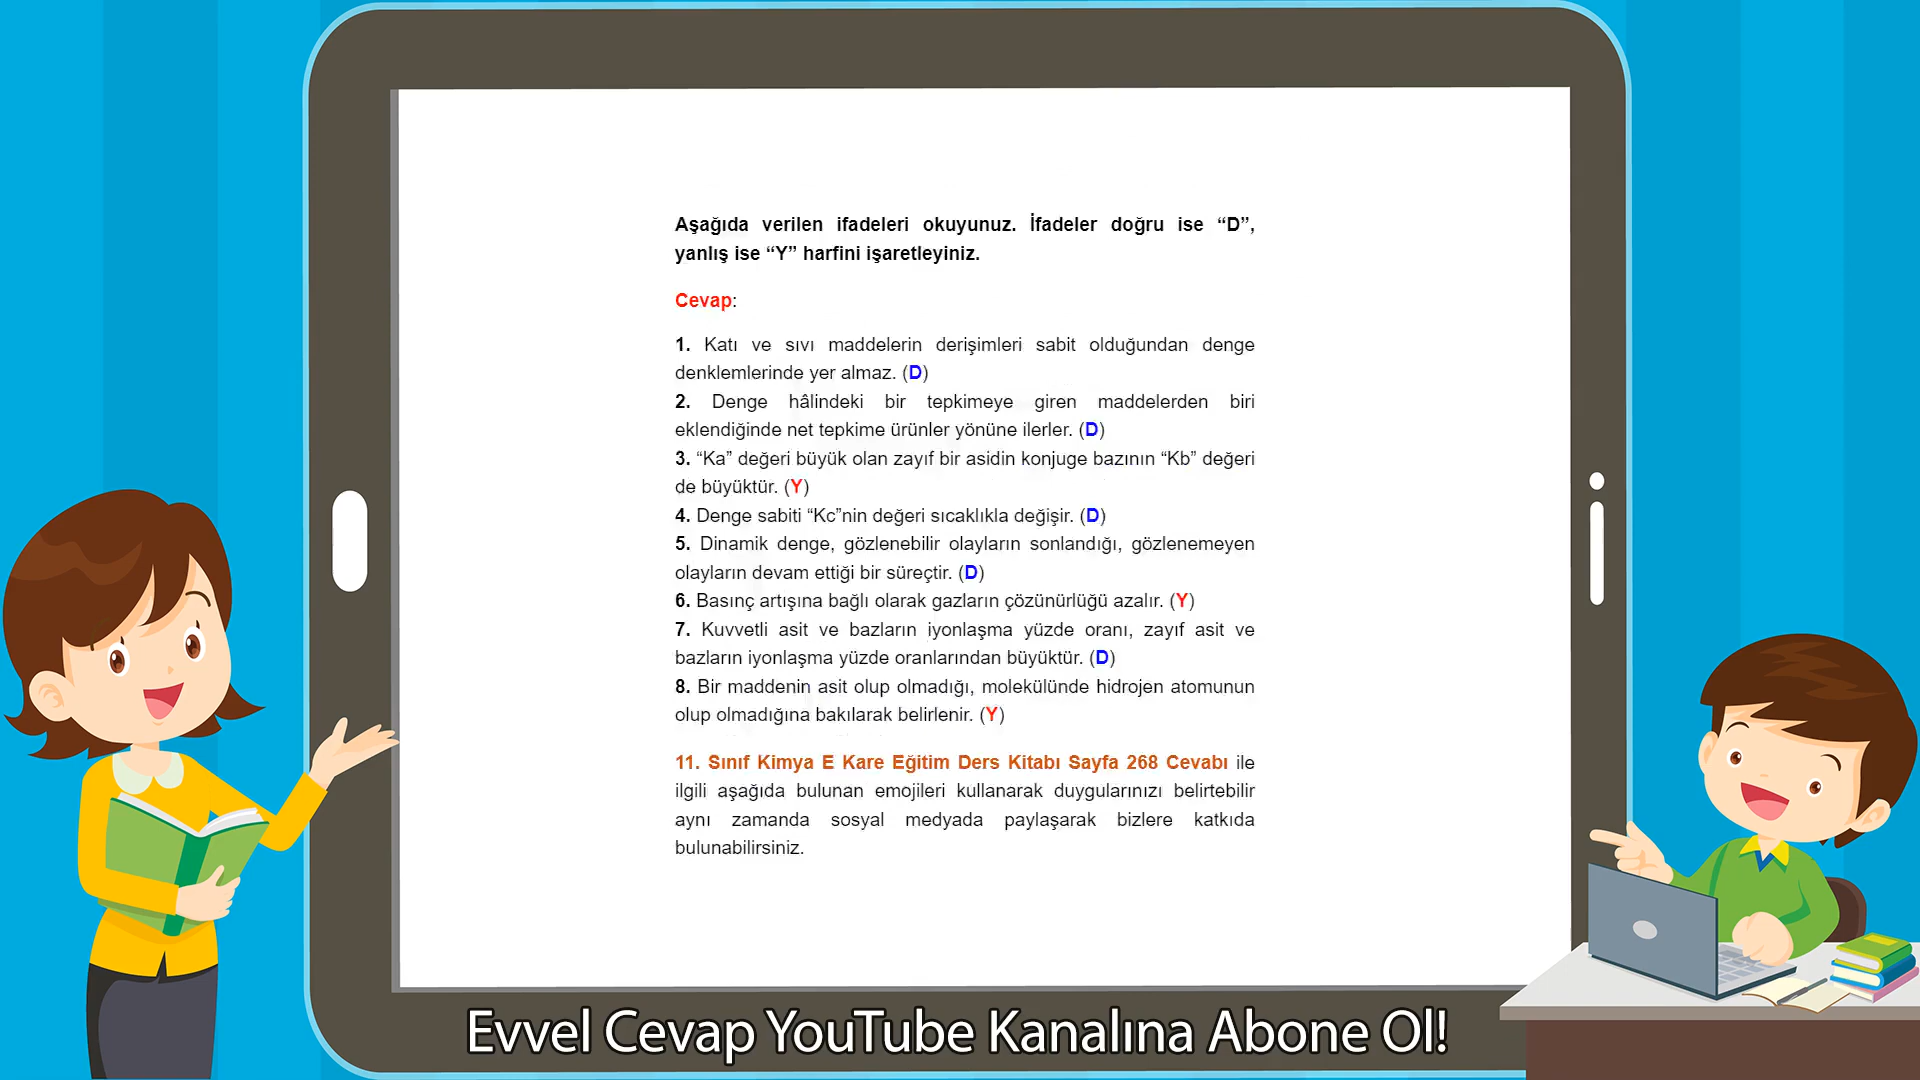 Aşağıda verilen ifadeleri okuyunuz. İfadeler doğru ise “D”,
yanlış ise “Y” harfini işaretleyiniz.
Cevap:
1. Katı ve sıvı maddelerin derişimleri sabit olduğundan denge
denklemlerinde yer almaz. (D)
2. Denge hâlindeki bir tepkimeye giren maddelerden biri
eklendiğinde net tepkime ürünler yönüne ilerler. (D)
3. “Ka” değeri büyük olan zayıf bir asidin konjuge bazının “Kb” değeri
de büyüktür. (Y)
4. Denge sabiti “Kc”nin değeri sıcaklıkla değişir. (D)
5. Dinamik denge, gözlenebilir olayların sonlandığı, gözlenemeyen
olayların devam ettiği bir süreçtir. (D)
6. Basınç artışına bağlı olarak gazların çözünürlüğü azalır. (Y)
7. Kuvvetli asit ve bazların iyonlaşma yüzde oranı, zayıf asit ve
bazların iyonlaşma yüzde oranlarından büyüktür. (D)
8. Bir maddenin asit olup olmadığı, molekülünde hidrojen atomunun
olup olmadığına bakılarak belirlenir. (Y)
11. Sınıf Kimya E Kare Eğitim Ders Kitabı Sayfa 268 Cevabı ile
ilgili aşağıda bulunan emojileri kullanarak duygularınızı belirtebilir
aynı zamanda sosyal medyada paylaşarak bizlere katkıda
bulunabilirsiniz.
Evvel Cevap YouTube Kanalına Abone Ol!